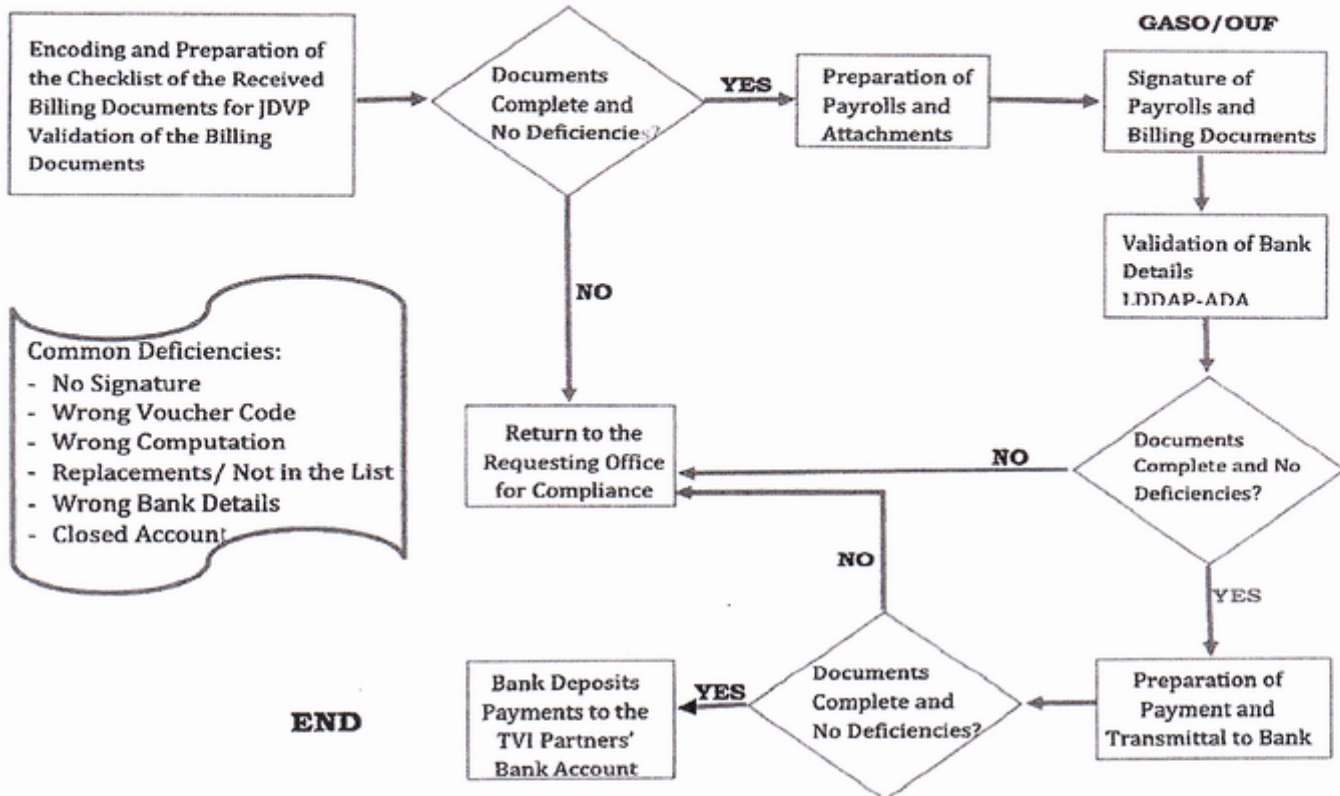 Encoding and Preparation of
the Checklist of the Received
Billing Documents for JDVP
Validation of the Billing
Documents
Documents
Complete and
No Deficiencies?
YES
Preparation of
Payrolls and
Attachments
GASO/OUF
Signature of
Payrolls and
Billing Documents
Validation of Bank
Details
LDDAP-ADA
NO
Common Deficiencies:
- No Signature
- Wrong Voucher Code
- Wrong Computation
- Replacements/ Not in the List
- Wrong Bank Details
- Closed Account
Return to the
Requesting Office
for Compliance
NO
Documents
Complete and No
Deficiencies?
NO
YES
Preparation of
Payment and
Transmittal to Bank
Documents
Complete and
No Deficiencies?
YES
Bank Deposits
Payments to the
TVI Partners'
Bank Account
END